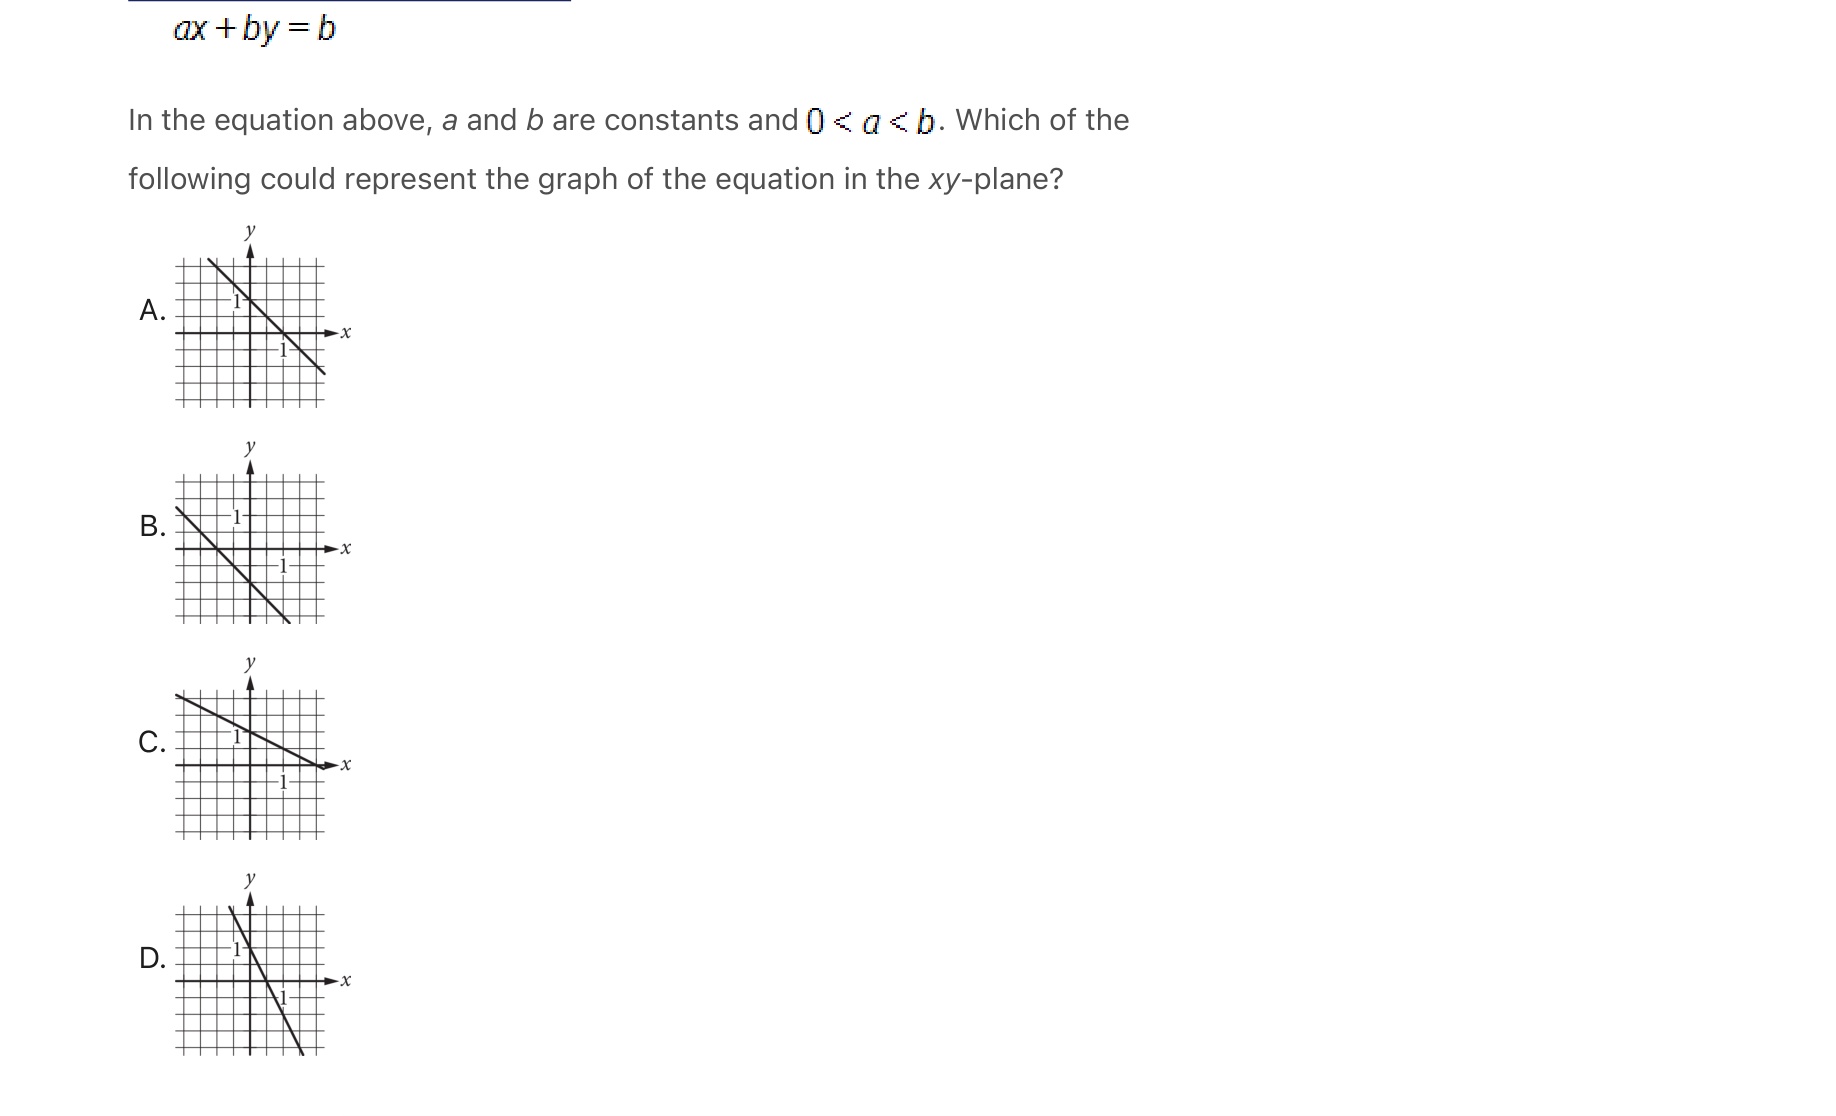 ax + by = b
In the equation above, a and b are constants and 0 < a < b. Which of the
following could represent the graph of the equation in the xy-plane?
y
A.
1
x
1
y
B.
1
x
1
y
C.
1
x
1
y
D.
1
x
1